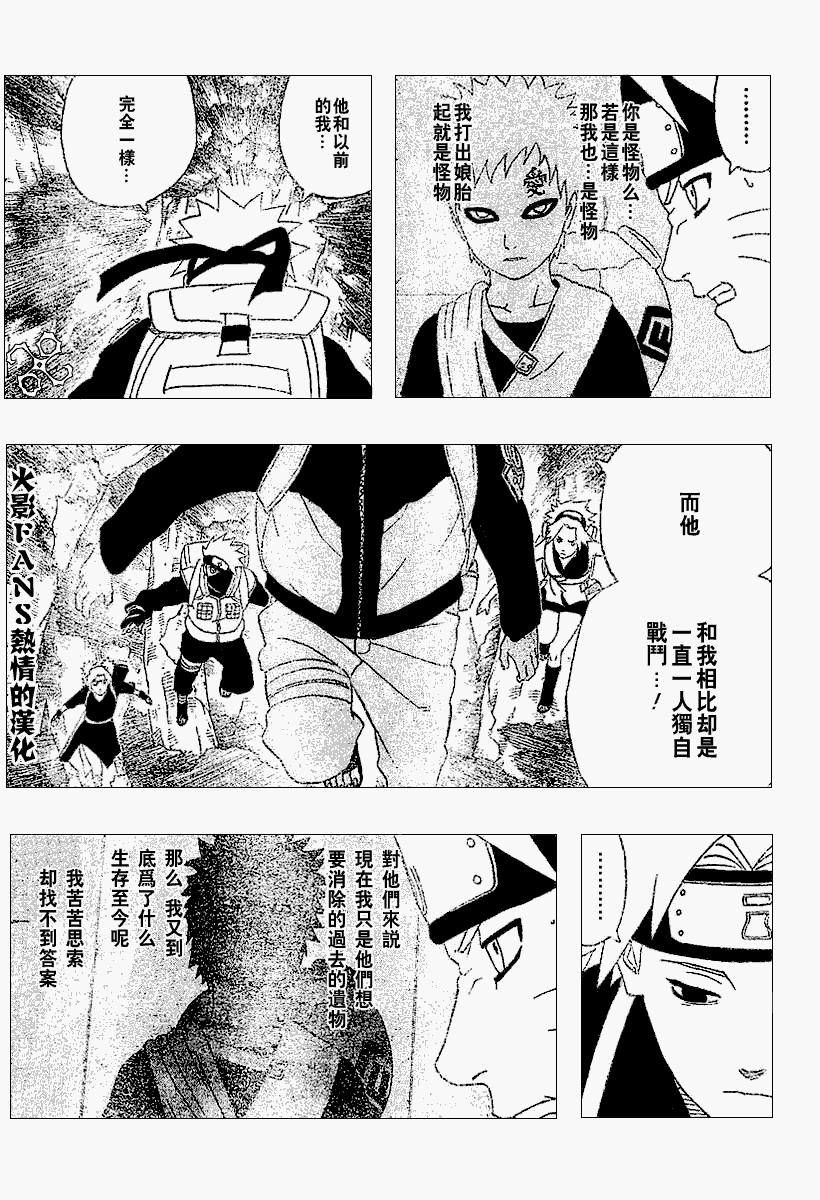 ………
你是怪物么…
若是這樣
那我也…是怪物
我打出娘胎
起就是怪物
愛
他和以前
的我…
完全一樣…
而他
和我相比却是
一直一人獨自
戰鬥…！
火影FANS熱情的漢化
………
對他們來說
現在我只是他們想
要消除的過去的遺物
那么 我又到
底爲了什么
生存至今呢
我苦苦思索
却找不到答案